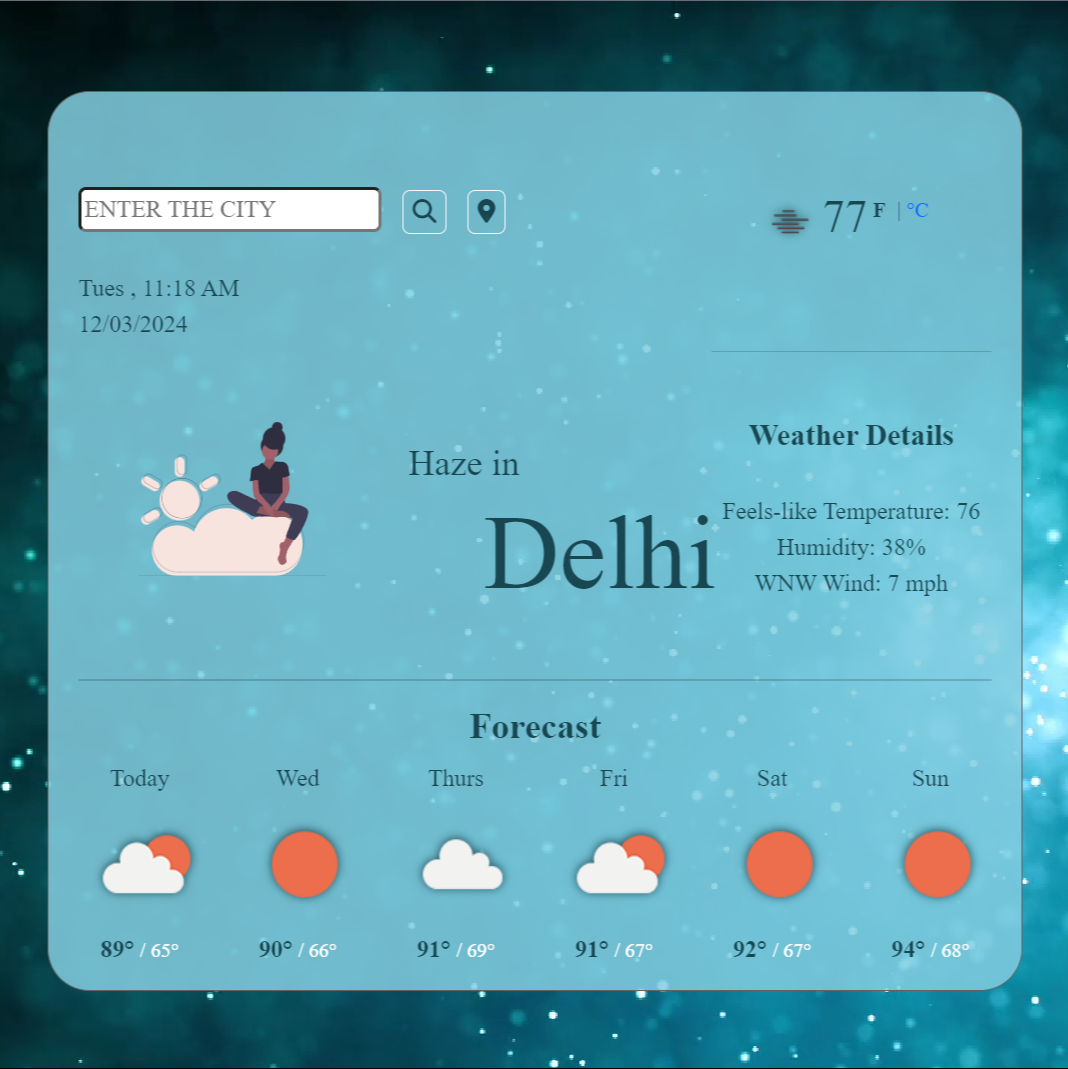 ENTER THE CITY
77 F | °C
Tues , 11:18 AM
12/03/2024
Haze in
Delhi
Weather Details
Feels-like Temperature: 76
Humidity: 38%
WNW Wind: 7 mph
Forecast
Today Wed Thurs Fri Sat Sun
89° / 65° 90° / 66° 91° / 69° 91° / 67° 92° / 67° 94° / 68°